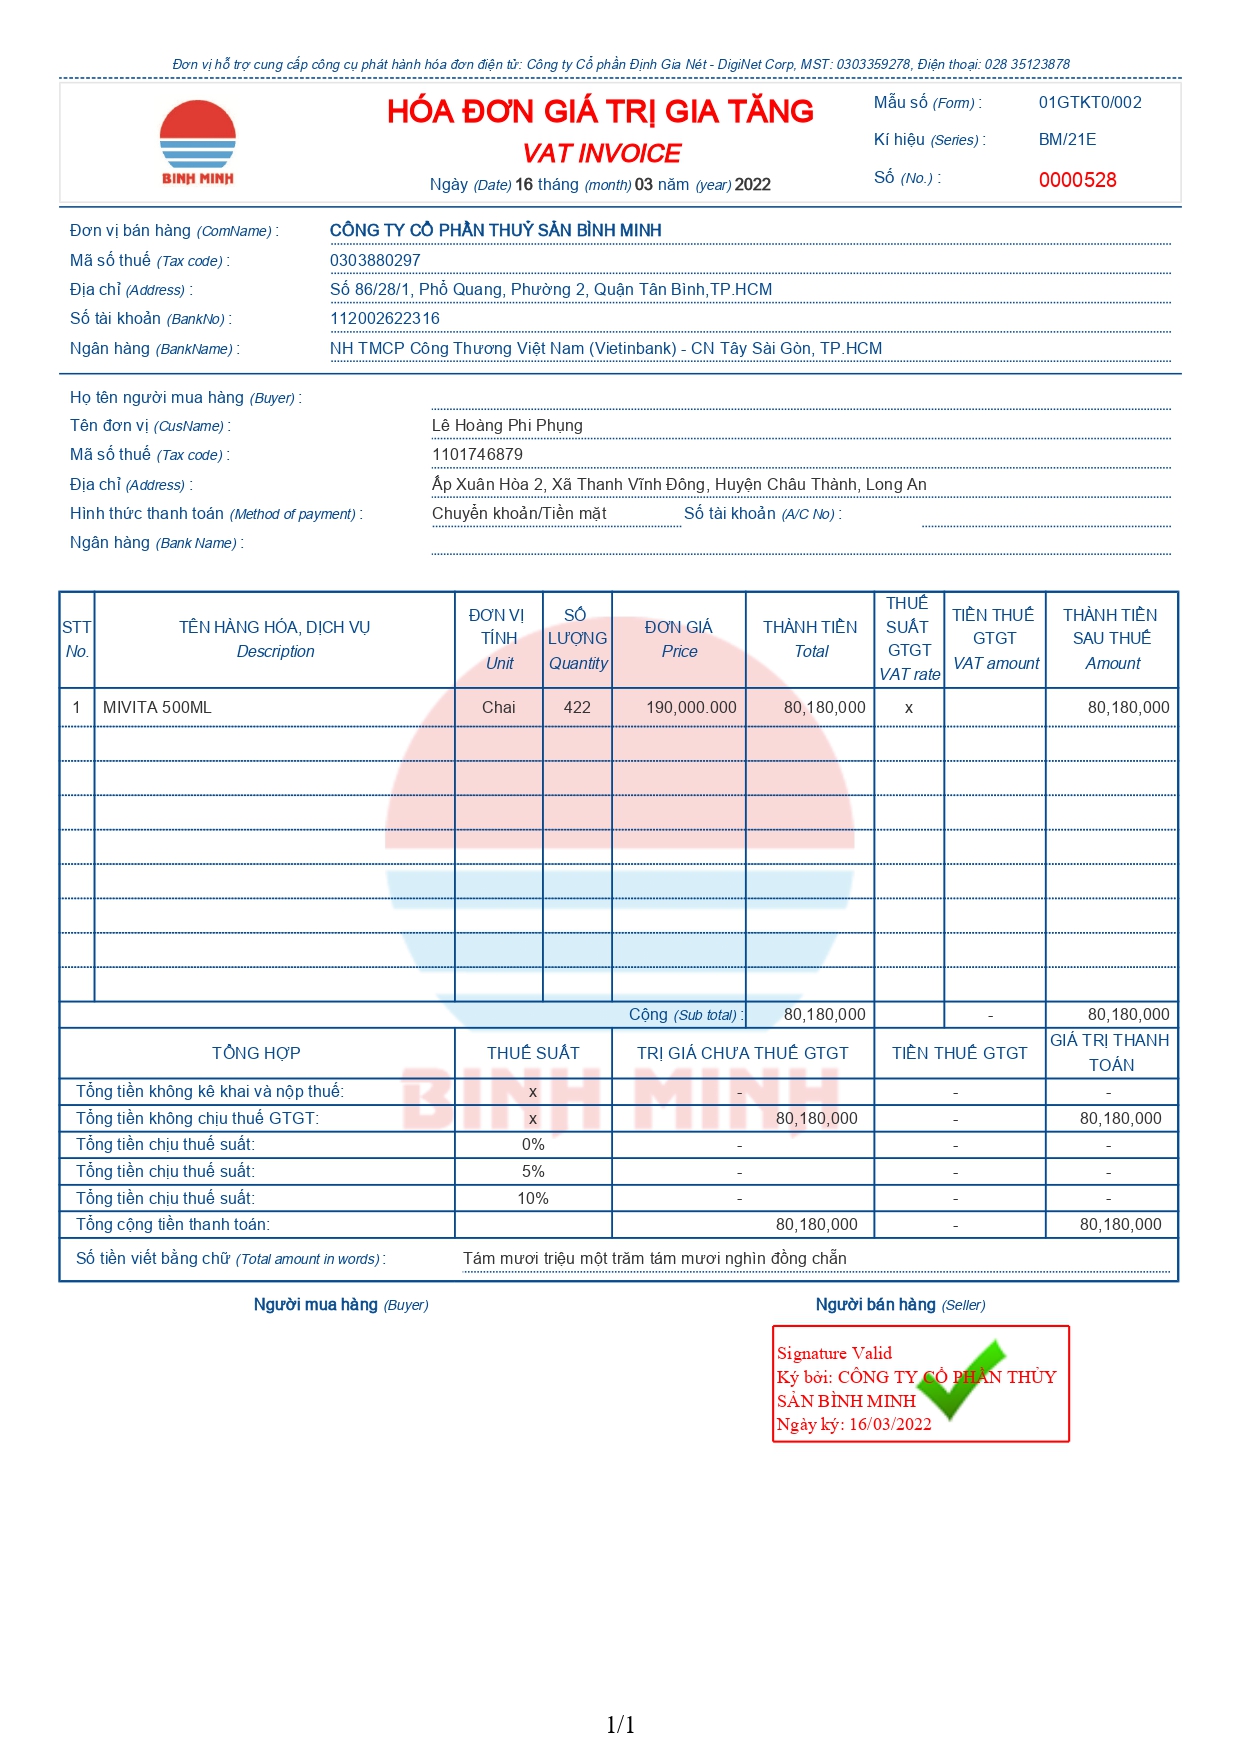 Đơn vị hỗ trợ cung cấp công cụ phát hành hóa đơn điện tử: Công ty Cổ phần Định Gia Nét - DigiNet Corp, MST: 0303359278, Điện thoại: 028 35123878
BINH MINH
HÓA ĐƠN GIÁ TRỊ GIA TĂNG
VAT INVOICE
Ngày (Date) 16 tháng (month) 03 năm (year) 2022
Mẫu số (Form) : 01GTKT0/002
Kí hiệu (Series) : BM/21E
Số (No.) : 0000528
Đơn vị bán hàng (ComName) : CÔNG TY CỔ PHẦN THUỶ SẢN BÌNH MINH
Mã số thuế (Tax code) : 0303880297
Địa chỉ (Address) : Số 86/28/1, Phổ Quang, Phường 2, Quận Tân Bình,TP.HCM
Số tài khoản (BankNo) : 112002622316
Ngân hàng (BankName) : NH TMCP Công Thương Việt Nam (Vietinbank) - CN Tây Sài Gòn, TP.HCM
Họ tên người mua hàng (Buyer) :
Tên đơn vị (CusName) : Lê Hoàng Phi Phụng
Mã số thuế (Tax code) : 1101746879
Địa chỉ (Address) : Ấp Xuân Hòa 2, Xã Thanh Vĩnh Đông, Huyện Châu Thành, Long An
Hình thức thanh toán (Method of payment) : Chuyển khoản/Tiền mặt Số tài khoản (A/C No) :
Ngân hàng (Bank Name) :
STT No. TÊN HÀNG HÓA, DỊCH VỤ Description ĐƠN VỊ TÍNH Unit SỐ LƯỢNG Quantity ĐƠN GIÁ Price THÀNH TIỀN Total THUẾ SUẤT GTGT VAT rate TIỀN THUẾ GTGT VAT amount THÀNH TIỀN SAU THUẾ Amount
1 MIVITA 500ML Chai 422 190,000.000 80,180,000 x 80,180,000
Cộng (Sub total) : 80,180,000 - 80,180,000
TỔNG HỢP THUẾ SUẤT TRỊ GIÁ CHƯA THUẾ GTGT TIỀN THUẾ GTGT GIÁ TRỊ THANH TOÁN
BINH MINH
Tổng tiền không kê khai và nộp thuế: x - - -
Tổng tiền không chịu thuế GTGT: x 80,180,000 - 80,180,000
Tổng tiền chịu thuế suất: 0% - - -
Tổng tiền chịu thuế suất: 5% - - -
Tổng tiền chịu thuế suất: 10% - - -
Tổng cộng tiền thanh toán: 80,180,000 - 80,180,000
Số tiền viết bằng chữ (Total amount in words) : Tám mươi triệu một trăm tám mươi nghìn đồng chẵn
Người mua hàng (Buyer) Người bán hàng (Seller)
Signature Valid
Ký bởi: CÔNG TY CỔ PHẦN THỦY
SẢN BÌNH MINH
Ngày ký: 16/03/2022
1/1